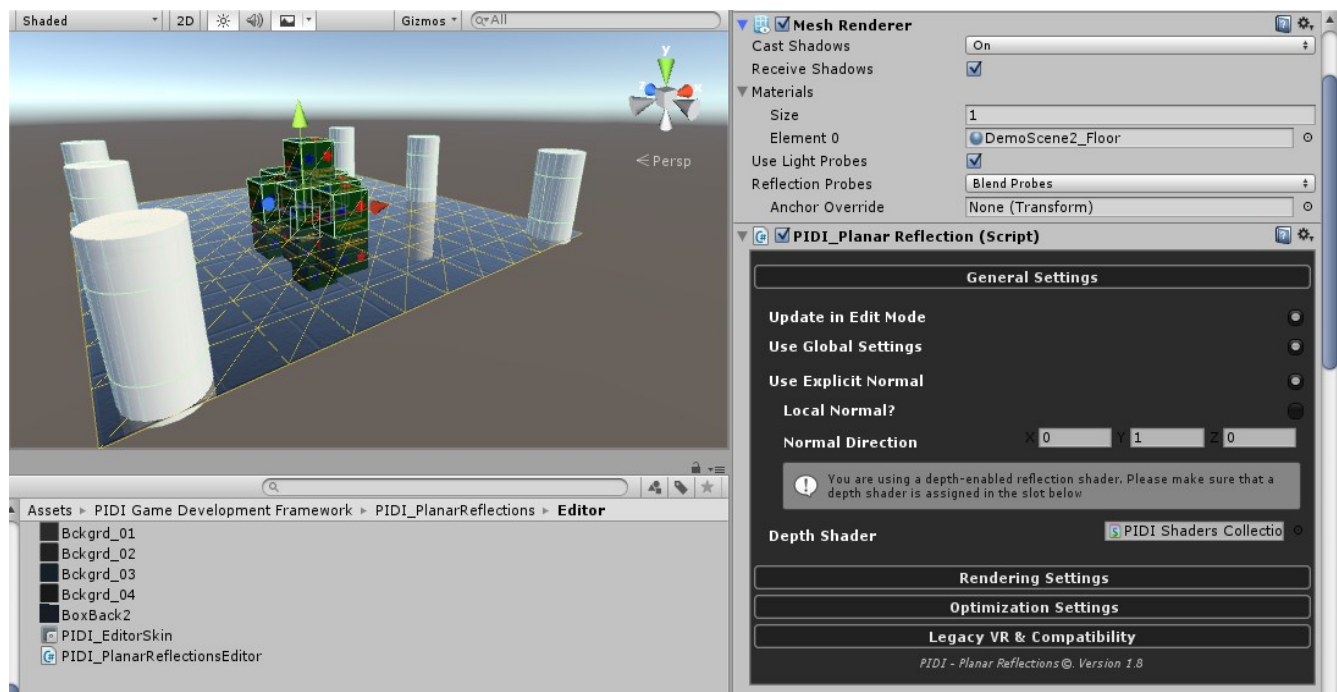 Shaded
2D
Gizmos
All
y
x
z
Persp
Assets ▸ PIDI Game Development Framework ▸ PIDI_PlanarReflections ▸ Editor
Bckgrd_01
Bckgrd_02
Bckgrd_03
Bckgrd_04
BoxBack2
PIDI_EditorSkin
PIDI_PlanarReflectionsEditor
Mesh Renderer
Cast Shadows On
Receive Shadows
Materials
Size 1
Element 0 DemoScene2_Floor
Use Light Probes
Reflection Probes Blend Probes
Anchor Override None (Transform)
PIDI_Planar Reflection (Script)
General Settings
Update in Edit Mode
Use Global Settings
Use Explicit Normal
Local Normal?
Normal Direction X 0 Y 1 Z 0
You are using a depth-enabled reflection shader. Please make sure that a
depth shader is assigned in the slot below
Depth Shader PIDI Shaders Collectio
Rendering Settings
Optimization Settings
Legacy VR & Compatibility
PIDI - Planar Reflections©. Version 1.8